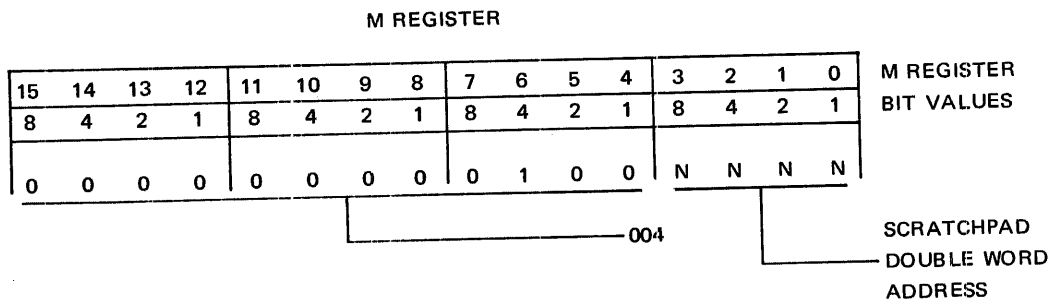 M REGISTER
15 14 13 12 11 10 9 8 7 6 5 4 3 2 1 0 M REGISTER
8 4 2 1 8 4 2 1 8 4 2 1 8 4 2 1 BIT VALUES
0 0 0 0 0 0 0 0 0 1 0 0 N N N N
004
SCRATCHPAD
DOUBLE WORD
ADDRESS